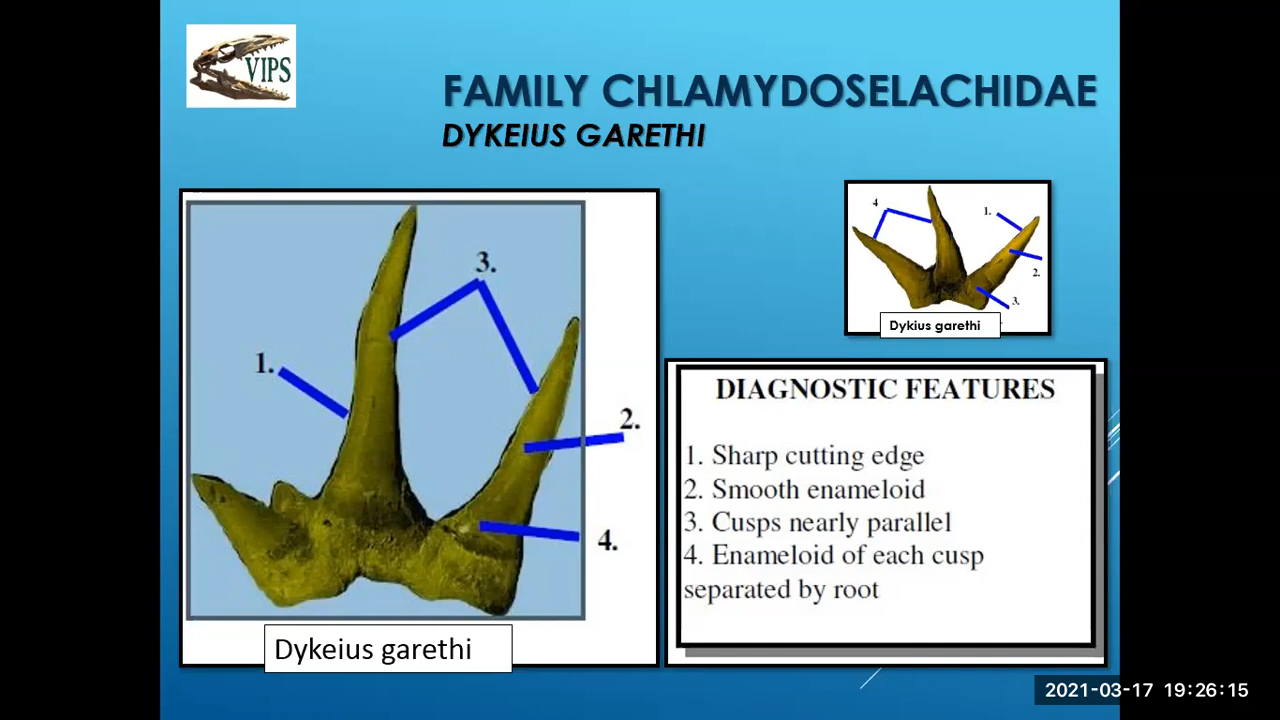 VIPS
FAMILY CHLAMYDOSELACHIDAE
DYKEIUS GARETHI
3.
1.
2.
4.
Dykeius garethi
4
1.
2.
3.
Dykius garethi
DIAGNOSTIC FEATURES
1. Sharp cutting edge
2. Smooth enameloid
3. Cusps nearly parallel
4. Enameloid of each cusp
separated by root
2021-03-17 19:26:15